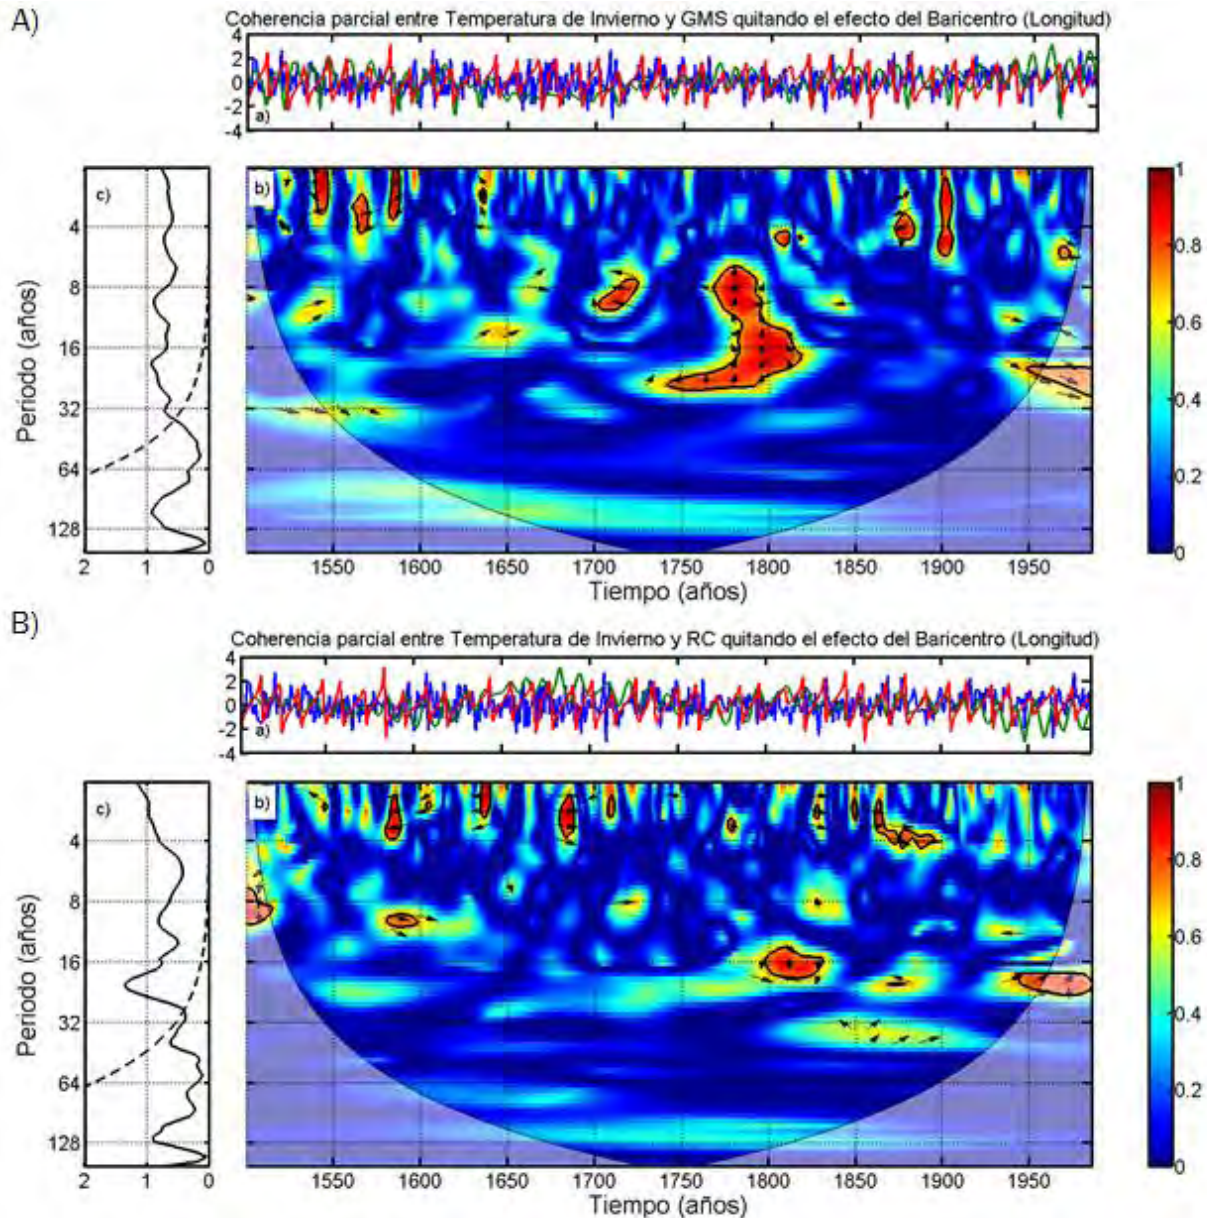 A)
Coherencia parcial entre Temperatura de Invierno y GMS quitando el efecto del Baricentro (Longitud)
4
2
0
-2
-4
a)
c)
b)
Periodo (años)
4
8
16
32
64
128
2 1 0
1550 1600 1650 1700 1750 1800 1850 1900 1950
Tiempo (años)
1
0.8
0.6
0.4
0.2
0
B)
Coherencia parcial entre Temperatura de Invierno y RC quitando el efecto del Baricentro (Longitud)
4
2
0
-2
-4
a)
c)
b)
Periodo (años)
4
8
16
32
64
128
2 1 0
1550 1600 1650 1700 1750 1800 1850 1900 1950
Tiempo (años)
1
0.8
0.6
0.4
0.2
0